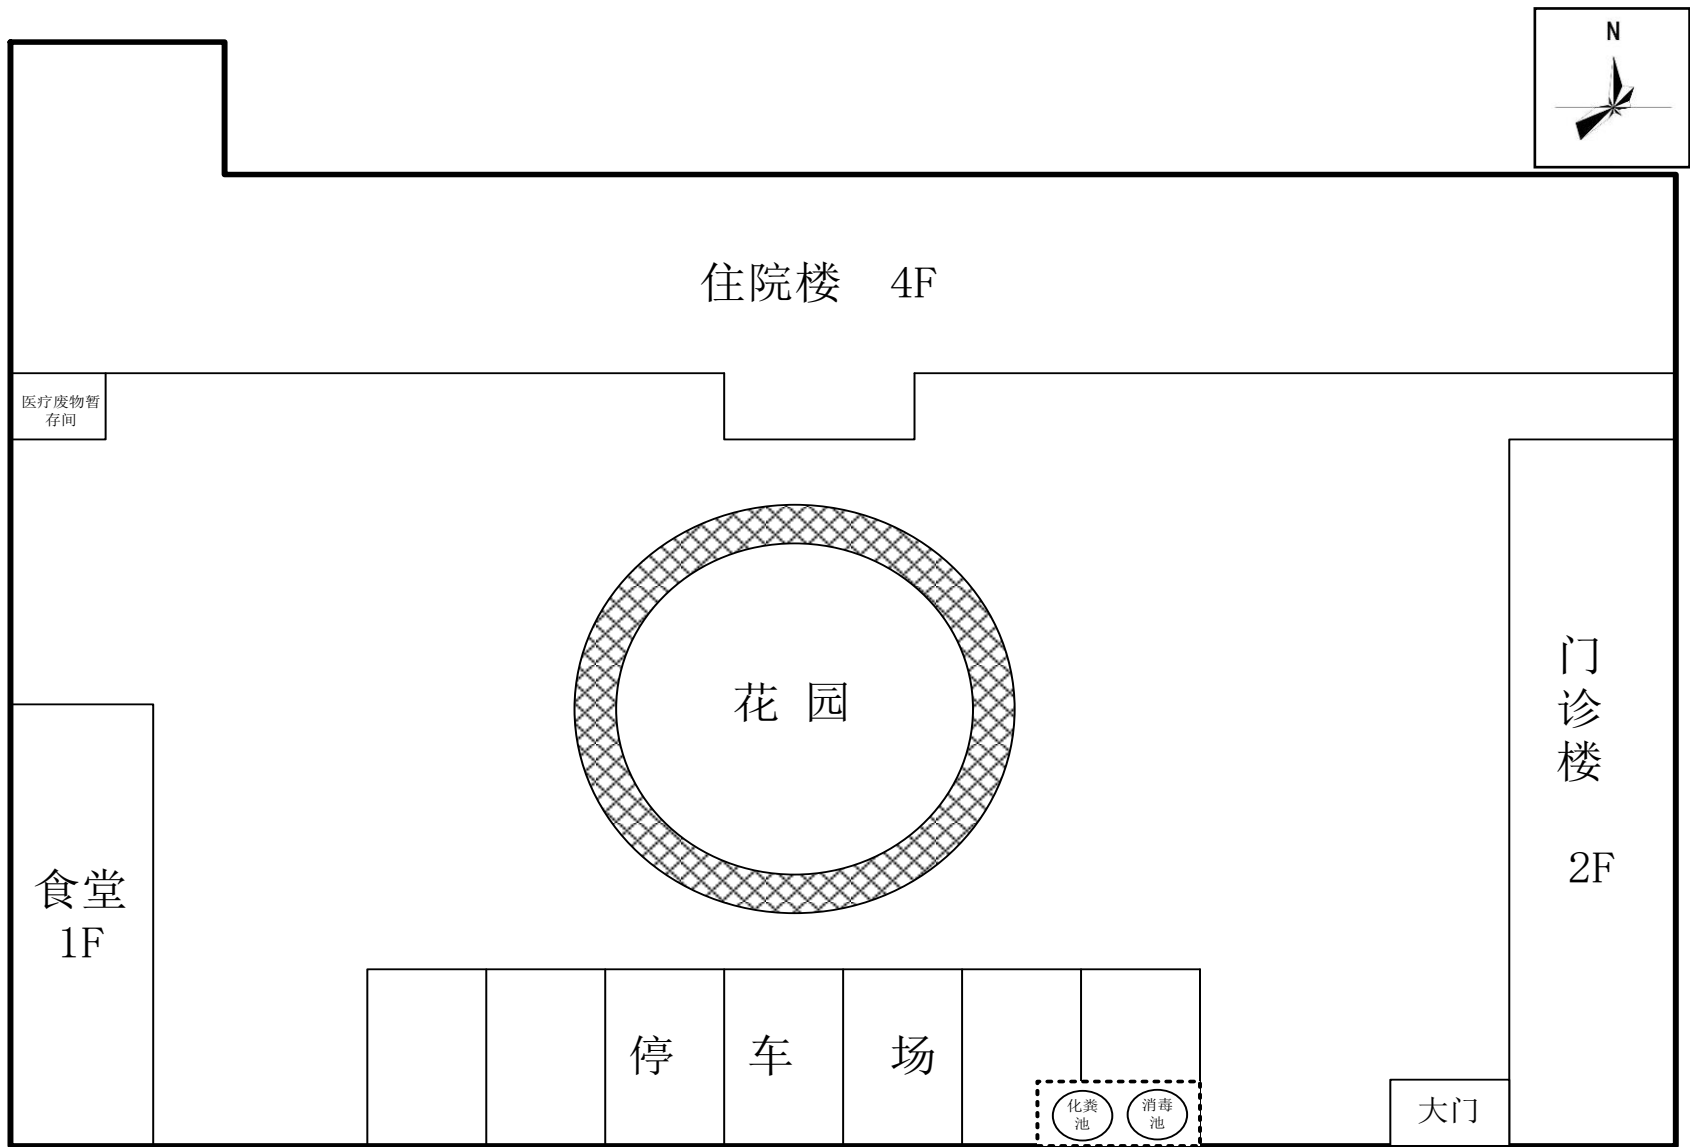 N
住院楼 4F
医疗废物暂
存间
花 园
门
诊
楼
2F
食堂
1F
停 车 场
化粪
池
消毒
池
大门